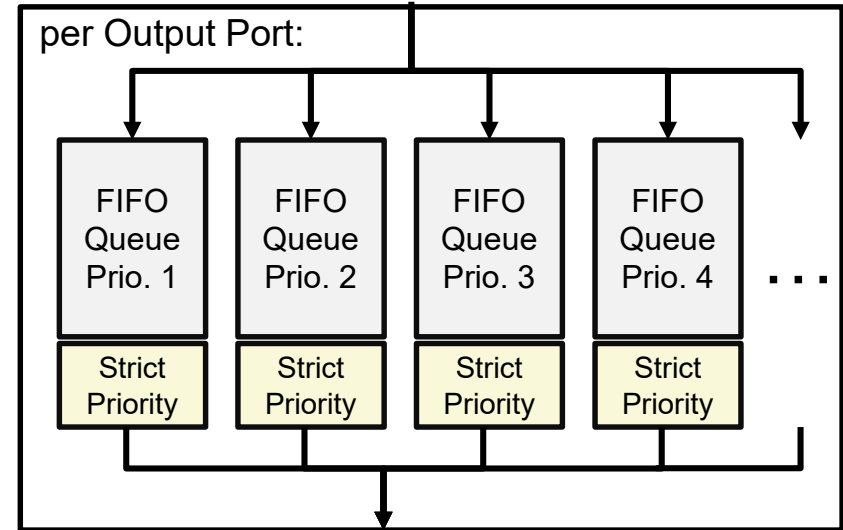 per Output Port:
FIFO
Queue
Prio. 1
FIFO
Queue
Prio. 2
FIFO
Queue
Prio. 3
FIFO
Queue
Prio. 4
. . .
Strict
Priority
Strict
Priority
Strict
Priority
Strict
Priority